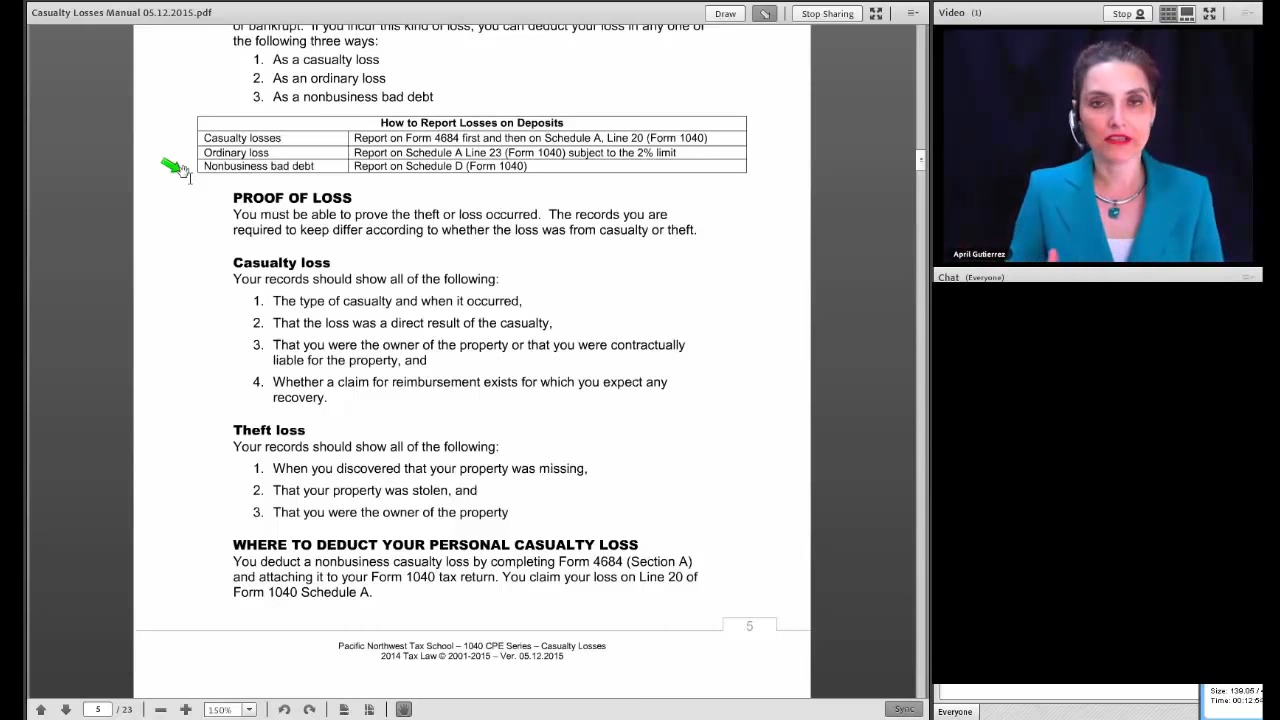 Casualty Losses Manual 05.12.2015.pdf
Draw
Stop Sharing
Video (1)
Stop
or bankrupt. If you incur this kind of loss, you can deduct your loss in any one of
the following three ways:
1. As a casualty loss
2. As an ordinary loss
3. As a nonbusiness bad debt
How to Report Losses on Deposits
Casualty losses Report on Form 4684 first and then on Schedule A, Line 20 (Form 1040)
Ordinary loss Report on Schedule A Line 23 (Form 1040) subject to the 2% limit
Nonbusiness bad debt Report on Schedule D (Form 1040)
PROOF OF LOSS
You must be able to prove the theft or loss occurred. The records you are
required to keep differ according to whether the loss was from casualty or theft.
Casualty loss
Your records should show all of the following:
1. The type of casualty and when it occurred,
2. That the loss was a direct result of the casualty,
3. That you were the owner of the property or that you were contractually
liable for the property, and
4. Whether a claim for reimbursement exists for which you expect any
recovery.
Theft loss
Your records should show all of the following:
1. When you discovered that your property was missing,
2. That your property was stolen, and
3. That you were the owner of the property
WHERE TO DEDUCT YOUR PERSONAL CASUALTY LOSS
You deduct a nonbusiness casualty loss by completing Form 4684 (Section A)
and attaching it to your Form 1040 tax return. You claim your loss on Line 20 of
Form 1040 Schedule A.
5
Pacific Northwest Tax School – 1040 CPE Series – Casualty Losses
2014 Tax Law © 2001-2015 – Ver. 05.12.2015
5 / 23
150%
Sync
April Gutierrez
Chat (Everyone)
Everyone
Size: 139.05 /
Time: 00:12:5